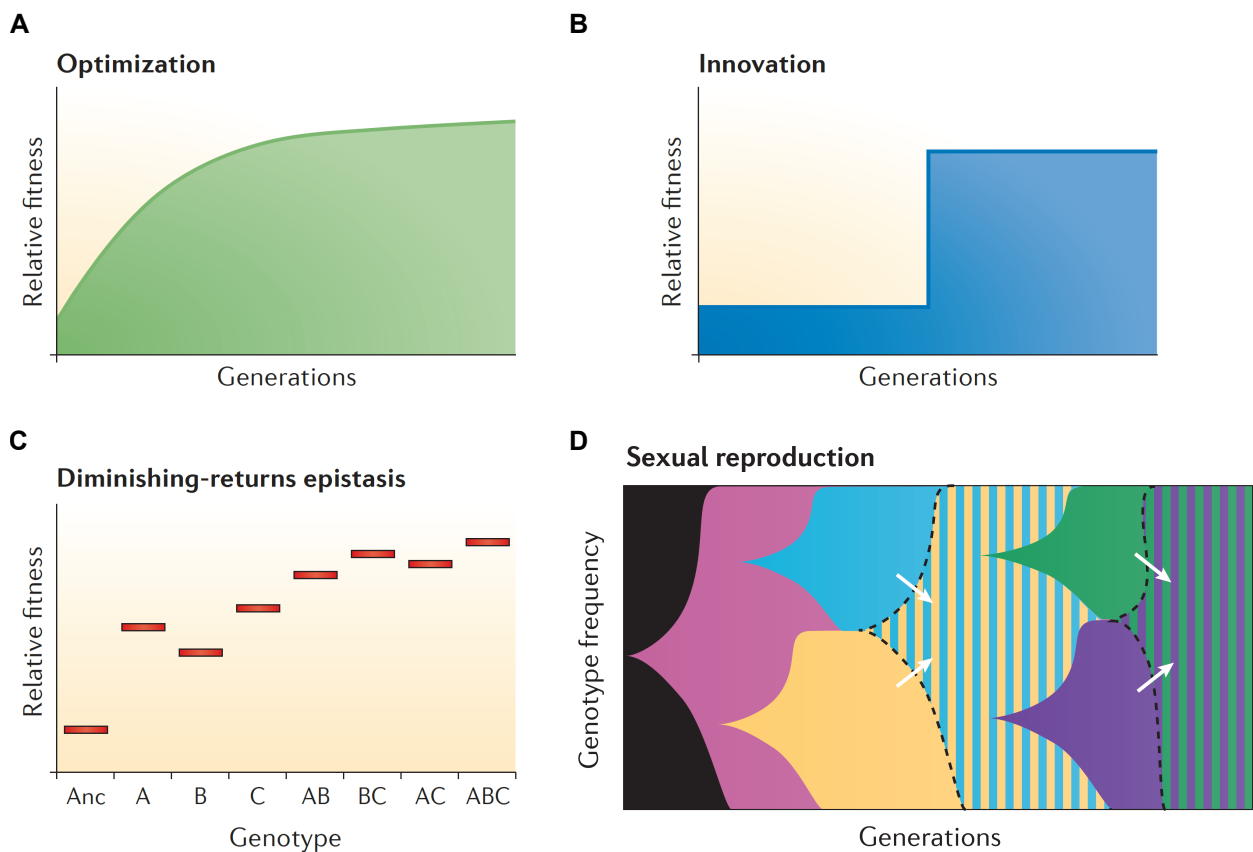 A
Optimization
Relative fitness
Generations
B
Innovation
Relative fitness
Generations
C
Diminishing-returns epistasis
Relative fitness
Anc A B C AB BC AC ABC
Genotype
D
Sexual reproduction
Genotype frequency
Generations